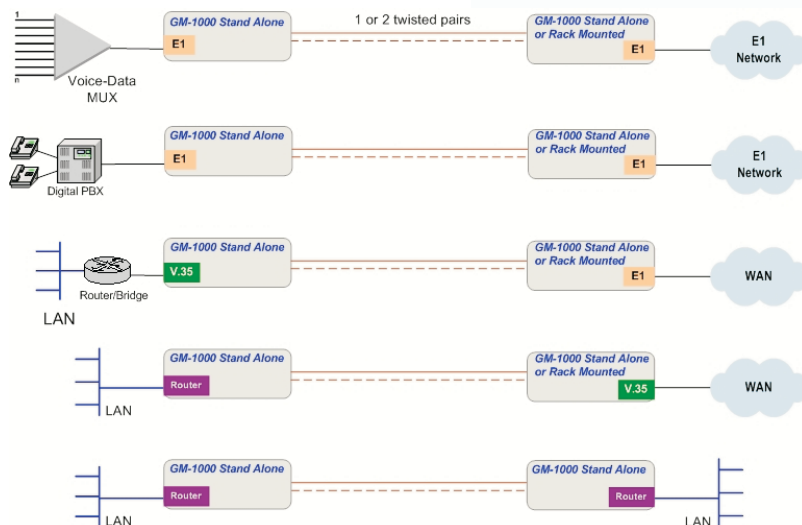 1
n
Voice-Data
MUX
GM-1000 Stand Alone
E1
1 or 2 twisted pairs
GM-1000 Stand Alone
or Rack Mounted
E1
E1
Network
Digital PBX
GM-1000 Stand Alone
E1
GM-1000 Stand Alone
or Rack Mounted
E1
E1
Network
LAN
Router/Bridge
GM-1000 Stand Alone
V.35
GM-1000 Stand Alone
or Rack Mounted
E1
WAN
LAN
GM-1000 Stand Alone
Router
GM-1000 Stand Alone
or Rack Mounted
V.35
WAN
LAN
GM-1000 Stand Alone
Router
GM-1000 Stand Alone
Router
LAN